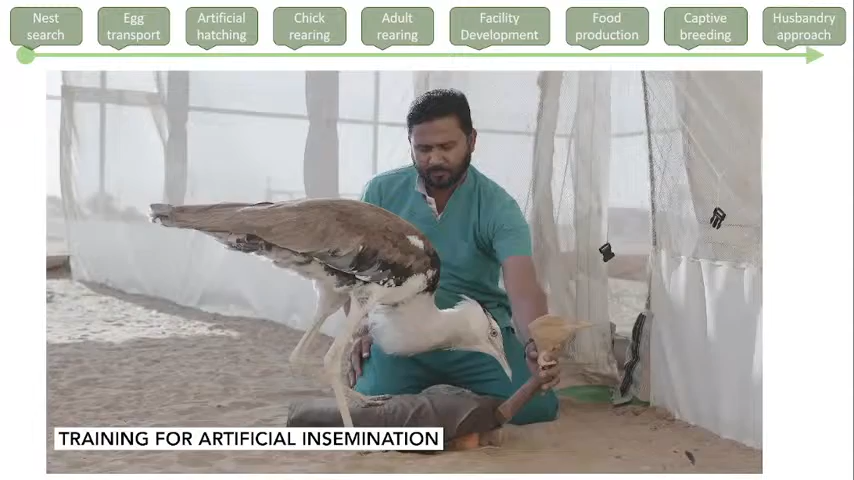 Nest
search
Egg
transport
Artificial
hatching
Chick
rearing
Adult
rearing
Facility
Development
Food
production
Captive
breeding
Husbandry
approach
TRAINING FOR ARTIFICIAL INSEMINATION